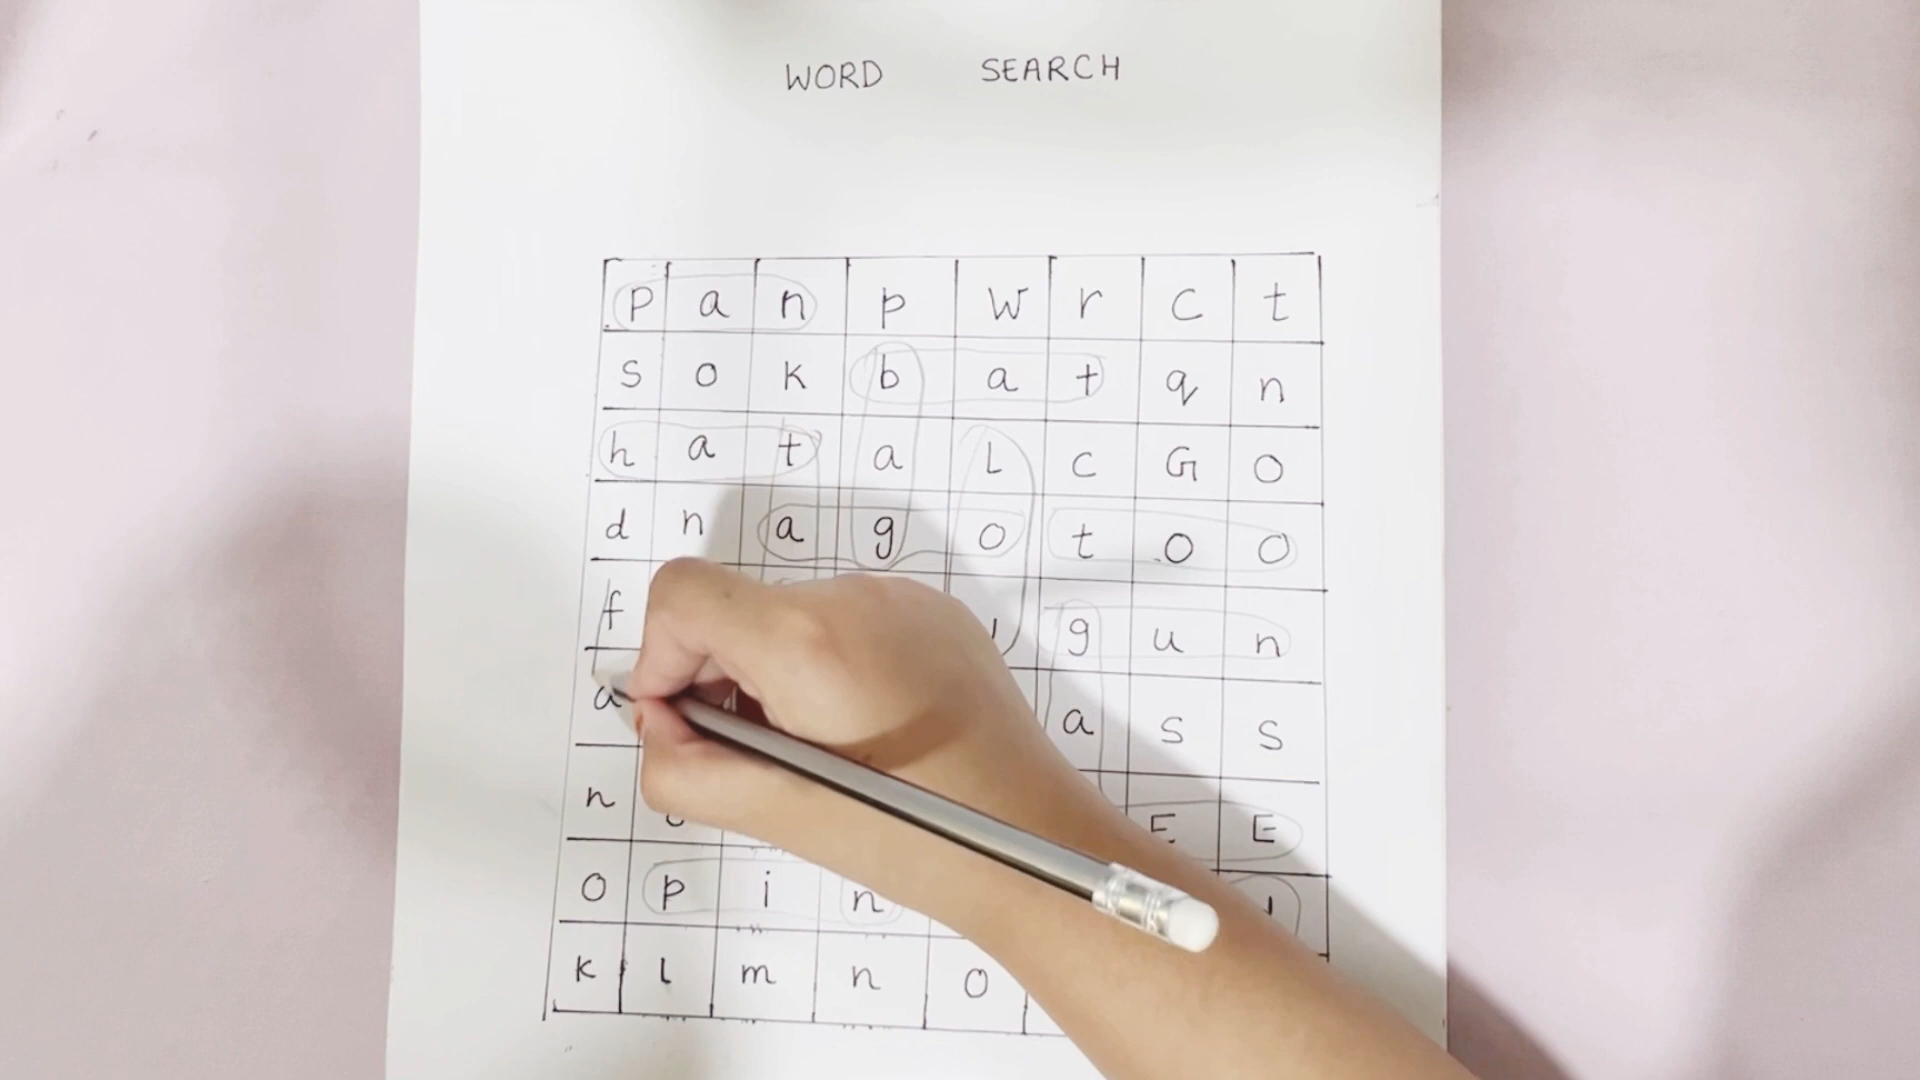 WORD SEARCH
p a n p W r c t
s o k b a t q n
h a t a L c G O
d n a g o t o o
f g u n
a a s s
n E E
o p i n
k l m n o